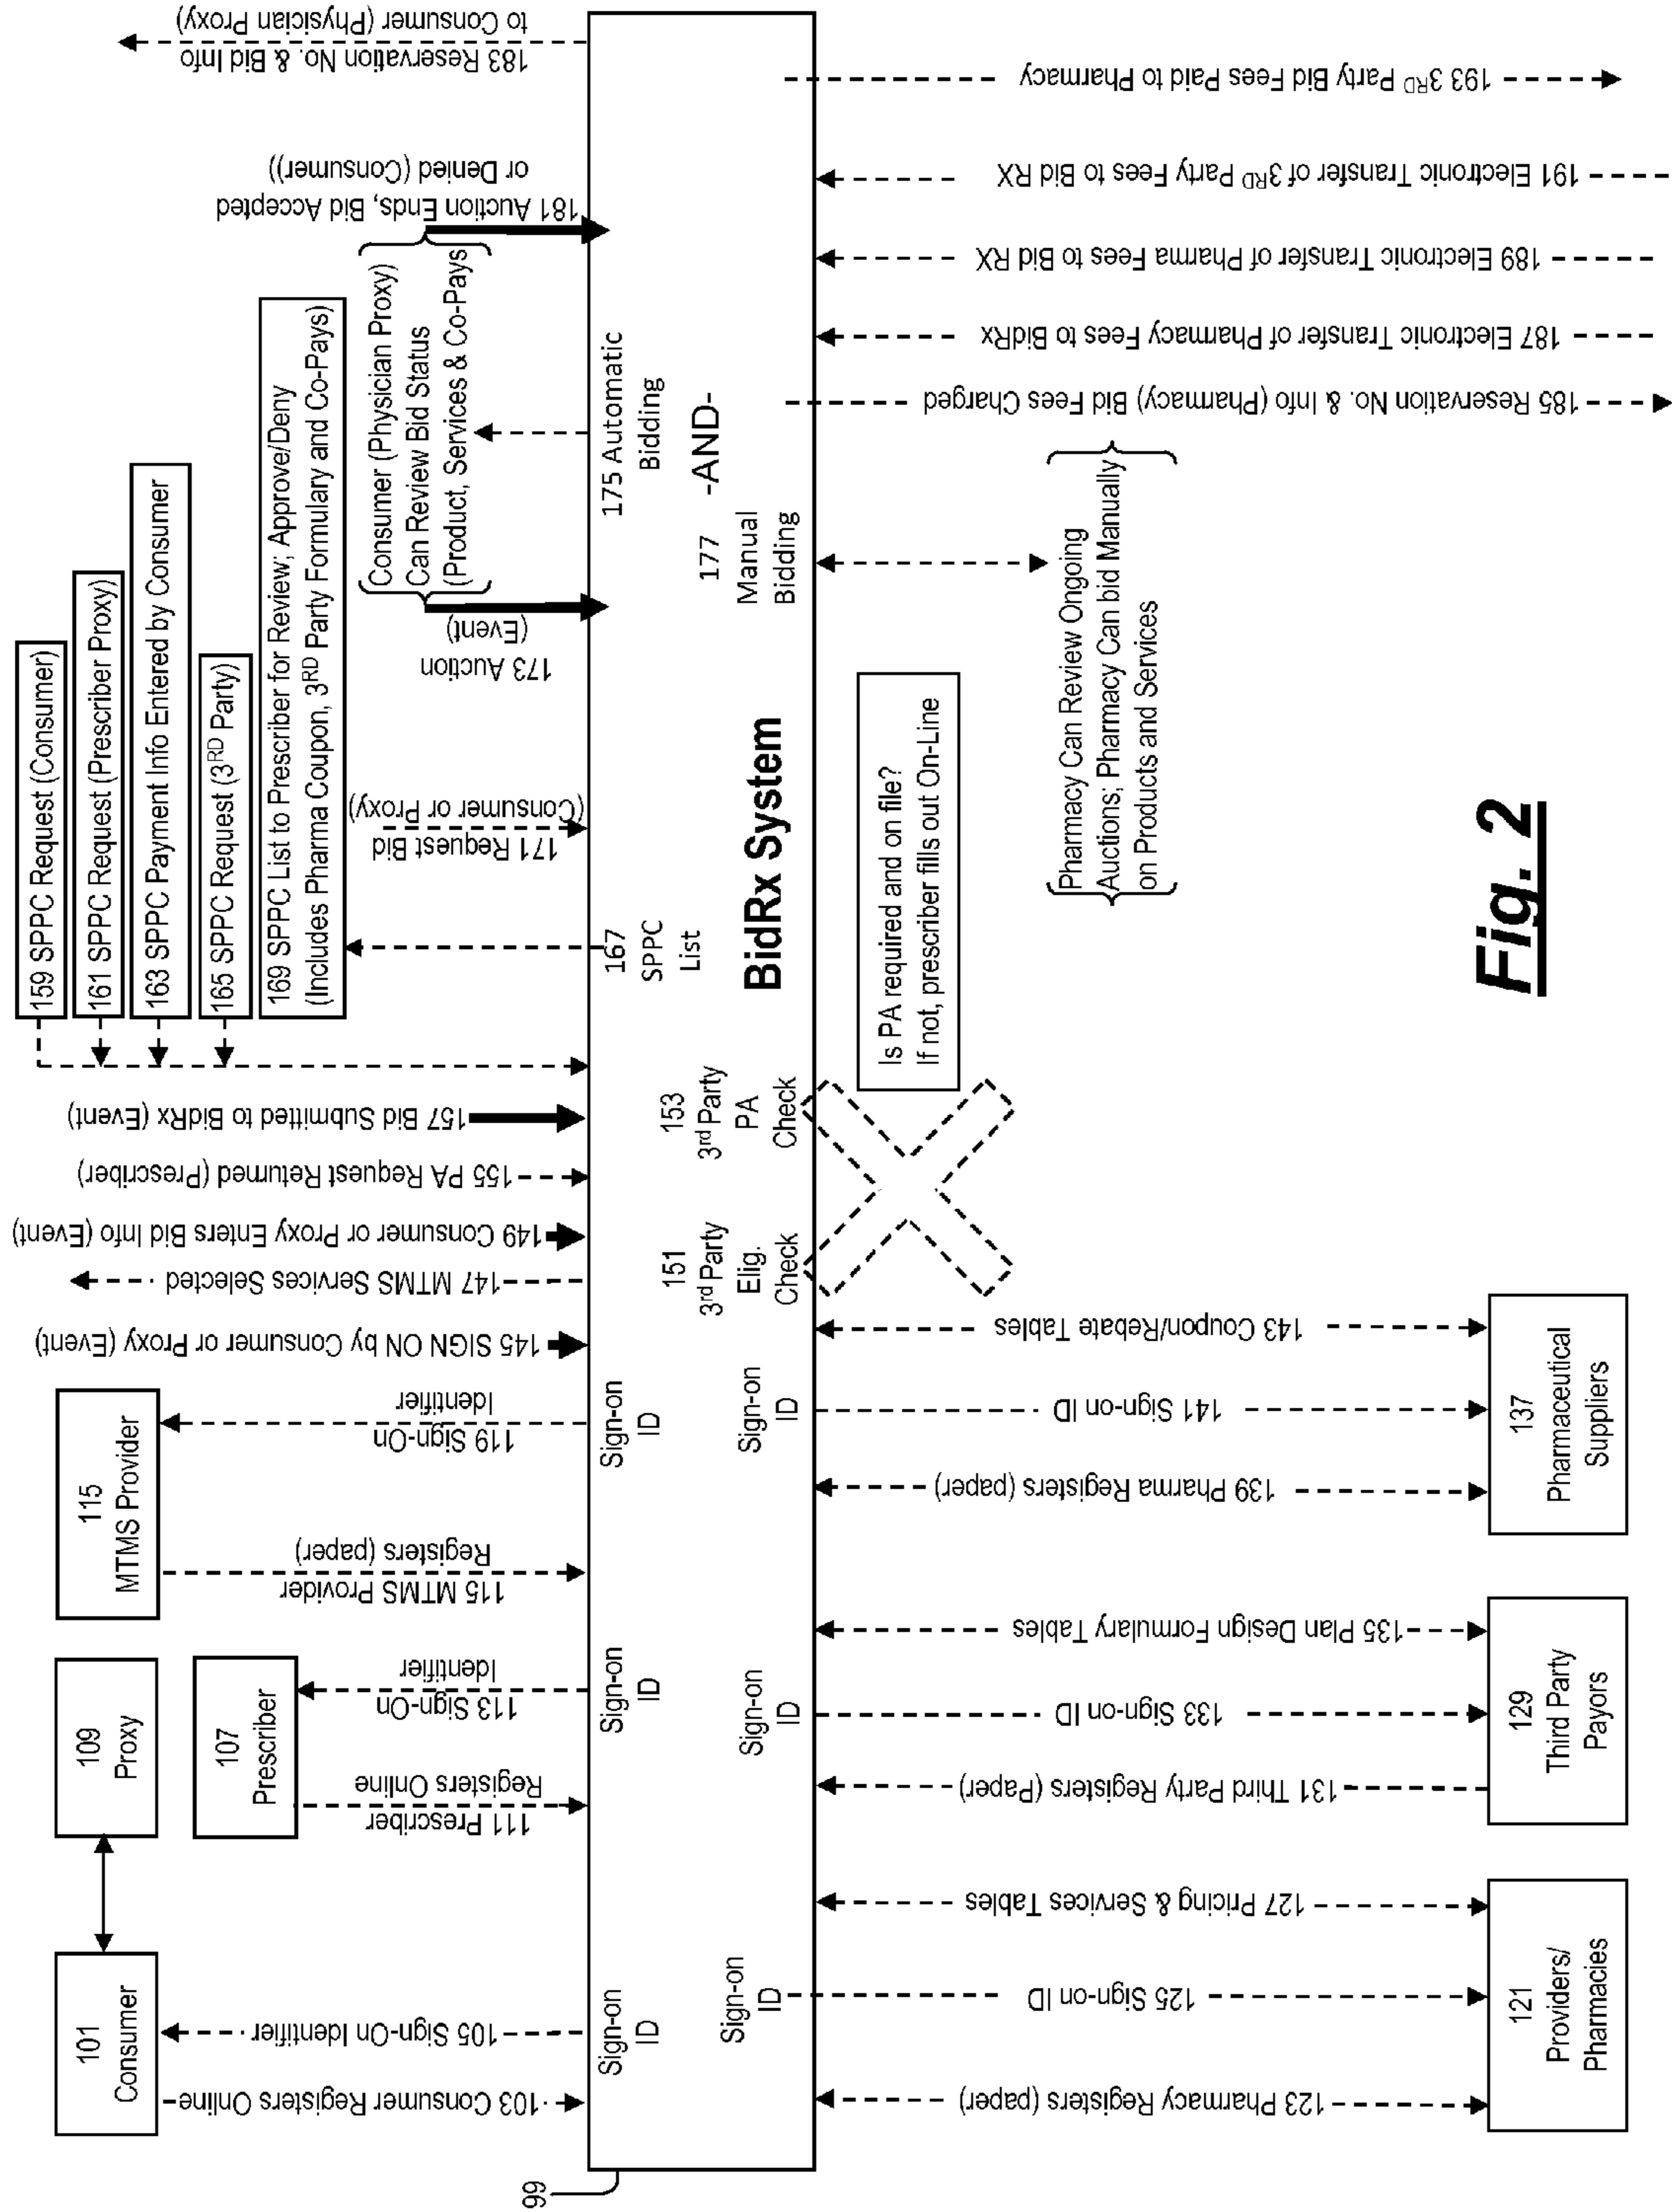 101
Consumer
109
Proxy
107
Prescriber
115
MTMS Provider
103 Consumer Registers Online
105 Sign-On Identifier
111 Prescriber
Registers Online
113 Sign-On
Identifier
115 MTMS Provider
Registers (paper)
119 Sign-On
Identifier
145 SIGN ON by Consumer or Proxy (Event)
147 MTMS Services Selected
149 Consumer or Proxy Enters Bid Info (Event)
155 PA Request Returned (Prescriber)
157 Bid Submitted to BidRx (Event)
159 SPPC Request (Consumer)
161 SPPC Request (Prescriber Proxy)
163 SPPC Payment Info Entered by Consumer
165 SPPC Request (3RD Party)
169 SPPC List to Prescriber for Review; Approve/Deny
(Includes Pharma Coupon, 3RD Party Formulary and Co-Pays)
171 Request Bid
(Consumer or Proxy)
173 Auction
(Event)
Consumer (Physician Proxy)
Can Review Bid Status
(Product, Services & Co-Pays
181 Auction Ends, Bid Accepted
or Denied (Consumer))
183 Reservation No. & Bid Info
to Consumer (Physician Proxy)
99
Sign-on
ID
Sign-on
ID
Sign-on
ID
Sign-on
ID
Sign-on
ID
Sign-on
ID
151
3rd Party
Elig.
Check
153
3rd Party
PA
Check
167
SPPC
List
BidRx System
175 Automatic
Bidding
-AND-
177
Manual
Bidding
Is PA required and on file?
If not, prescriber fills out On-Line
Pharmacy Can Review Ongoing
Auctions; Pharmacy Can bid Manually
on Products and Services
123 Pharmacy Registers (paper)
125 Sign-on ID
127 Pricing & Services Tables
131 Third Party Registers (Paper)
133 Sign-on ID
135 Plan Design Formulary Tables
139 Pharma Registers (paper)
141 Sign-on ID
143 Coupon/Rebate Tables
185 Reservation No. & Info (Pharmacy) Bid Fees Charged
187 Electronic Transfer of Pharmacy Fees to BidRx
189 Electronic Transfer of Pharma Fees to Bid RX
191 Electronic Transfer of 3RD Party Fees to Bid RX
193 3RD Party Bid Fees Paid to Pharmacy
121
Providers/
Pharmacies
129
Third Party
Payors
137
Pharmaceutical
Suppliers
Fig. 2